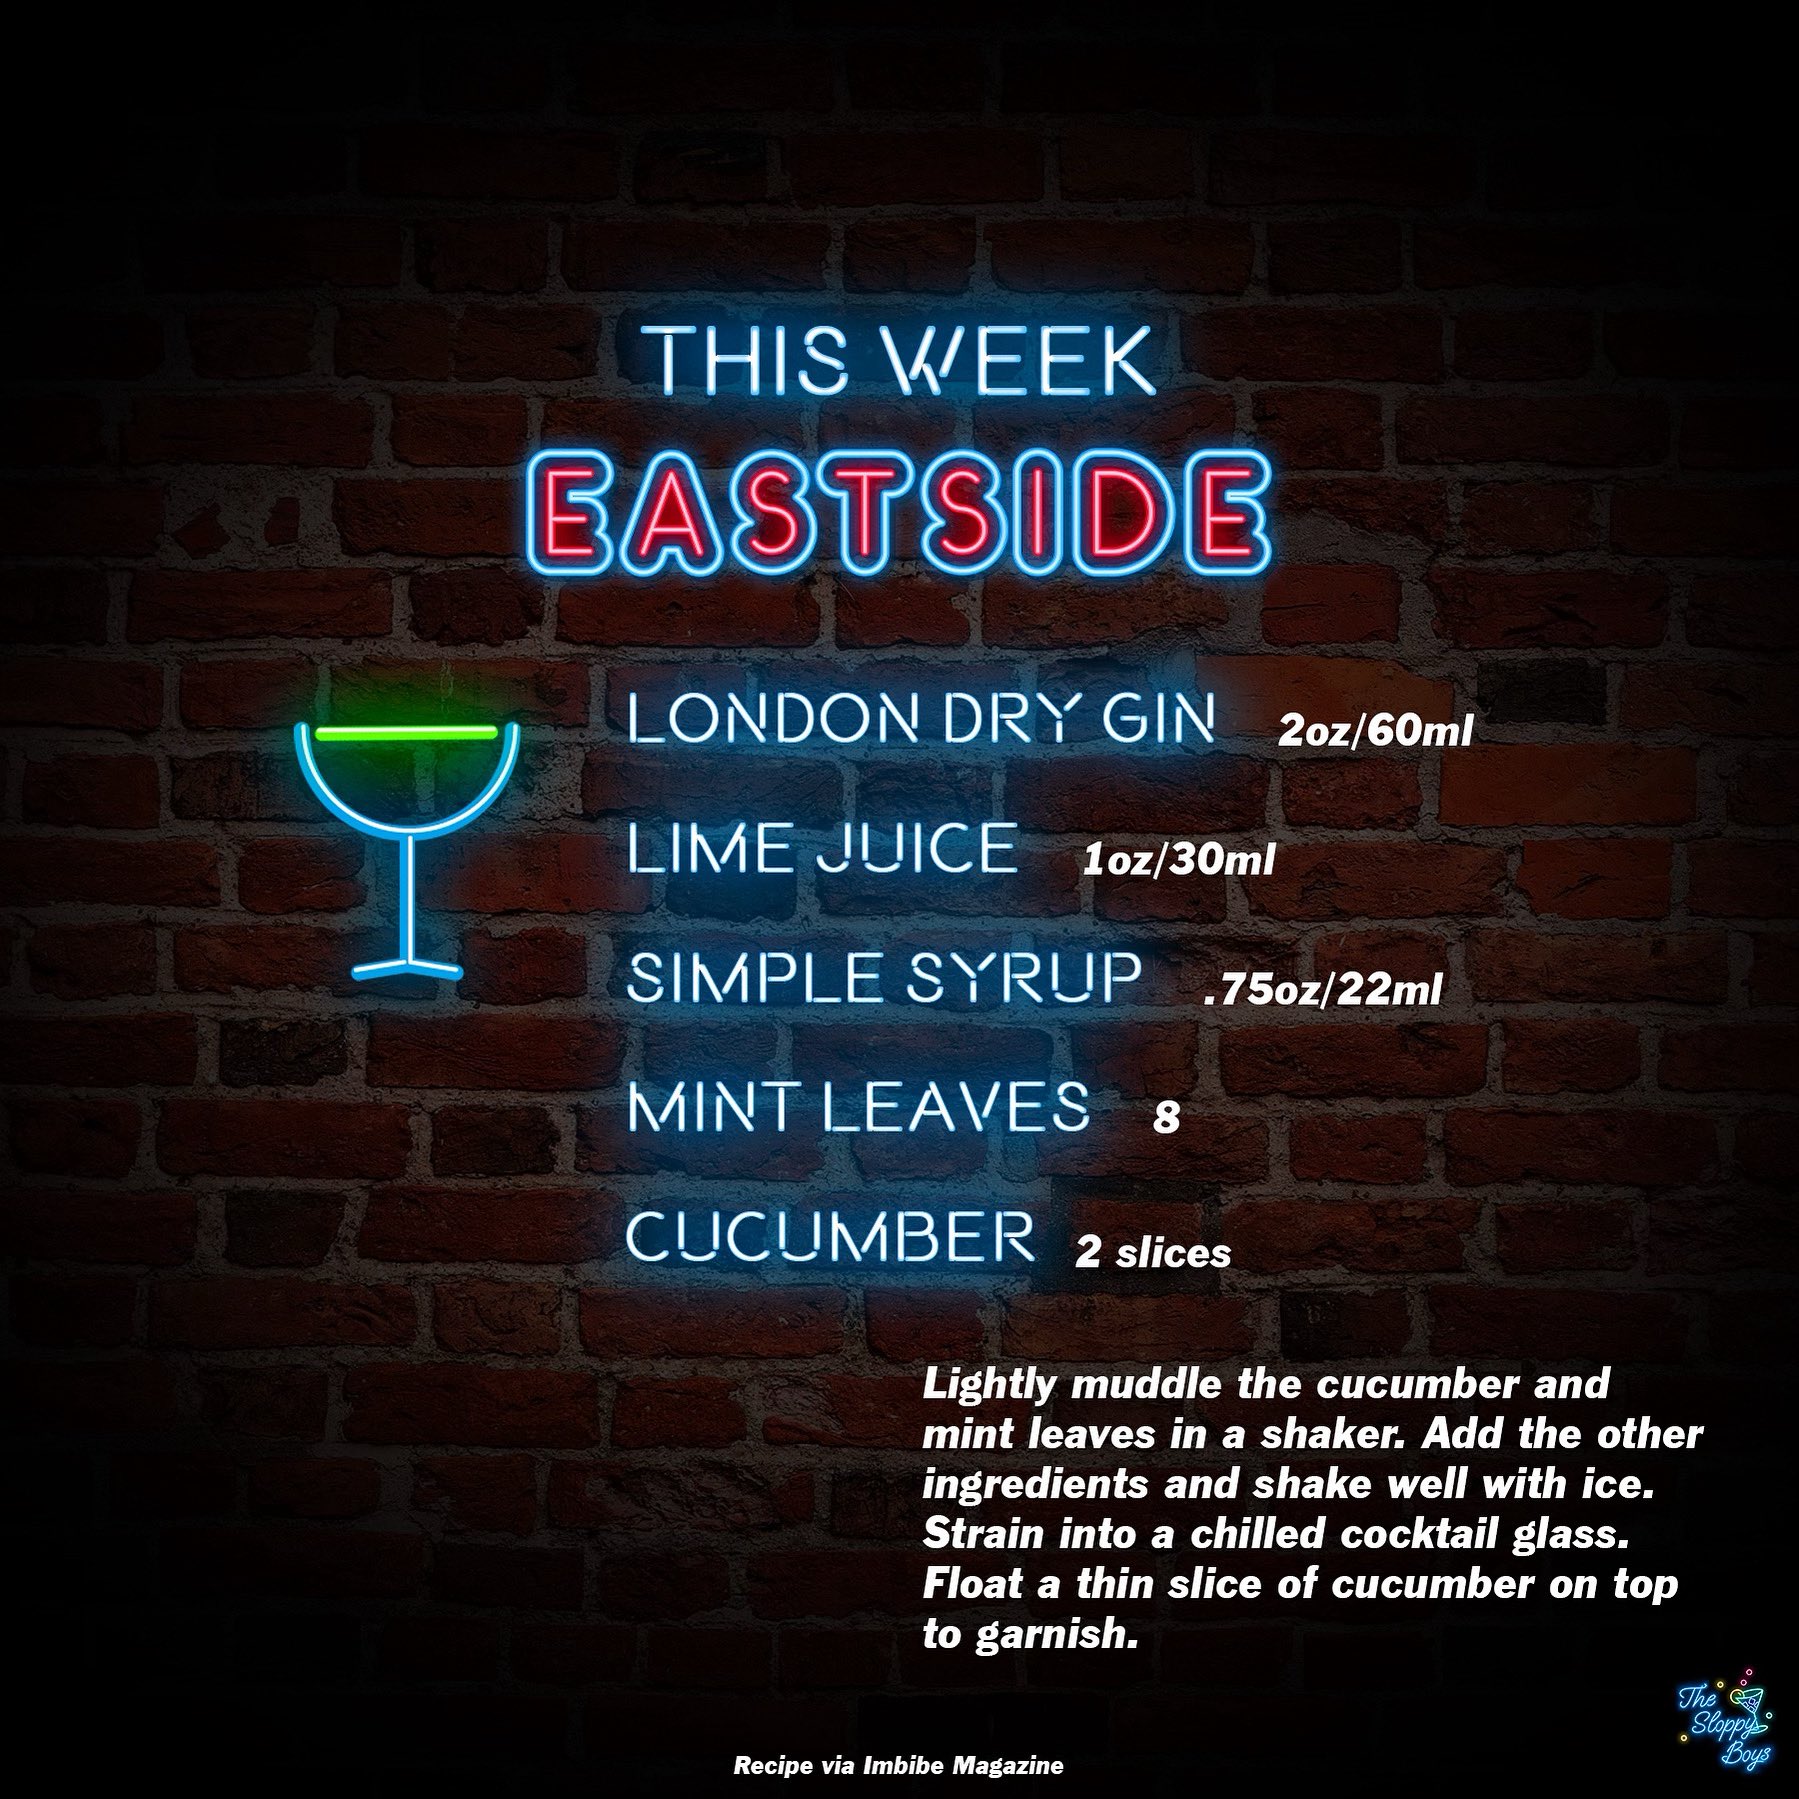 THIS WEEK
EASTSIDE
LONDON DRY GIN 2oz/60ml
LIME JUICE 1oz/30ml
SIMPLE SYRUP .75oz/22ml
MINT LEAVES 8
CUCUMBER 2 slices
Lightly muddle the cucumber and
mint leaves in a shaker. Add the other
ingredients and shake well with ice.
Strain into a chilled cocktail glass.
Float a thin slice of cucumber on top
to garnish.
The
Sloppy
Boys
Recipe via Imbibe Magazine